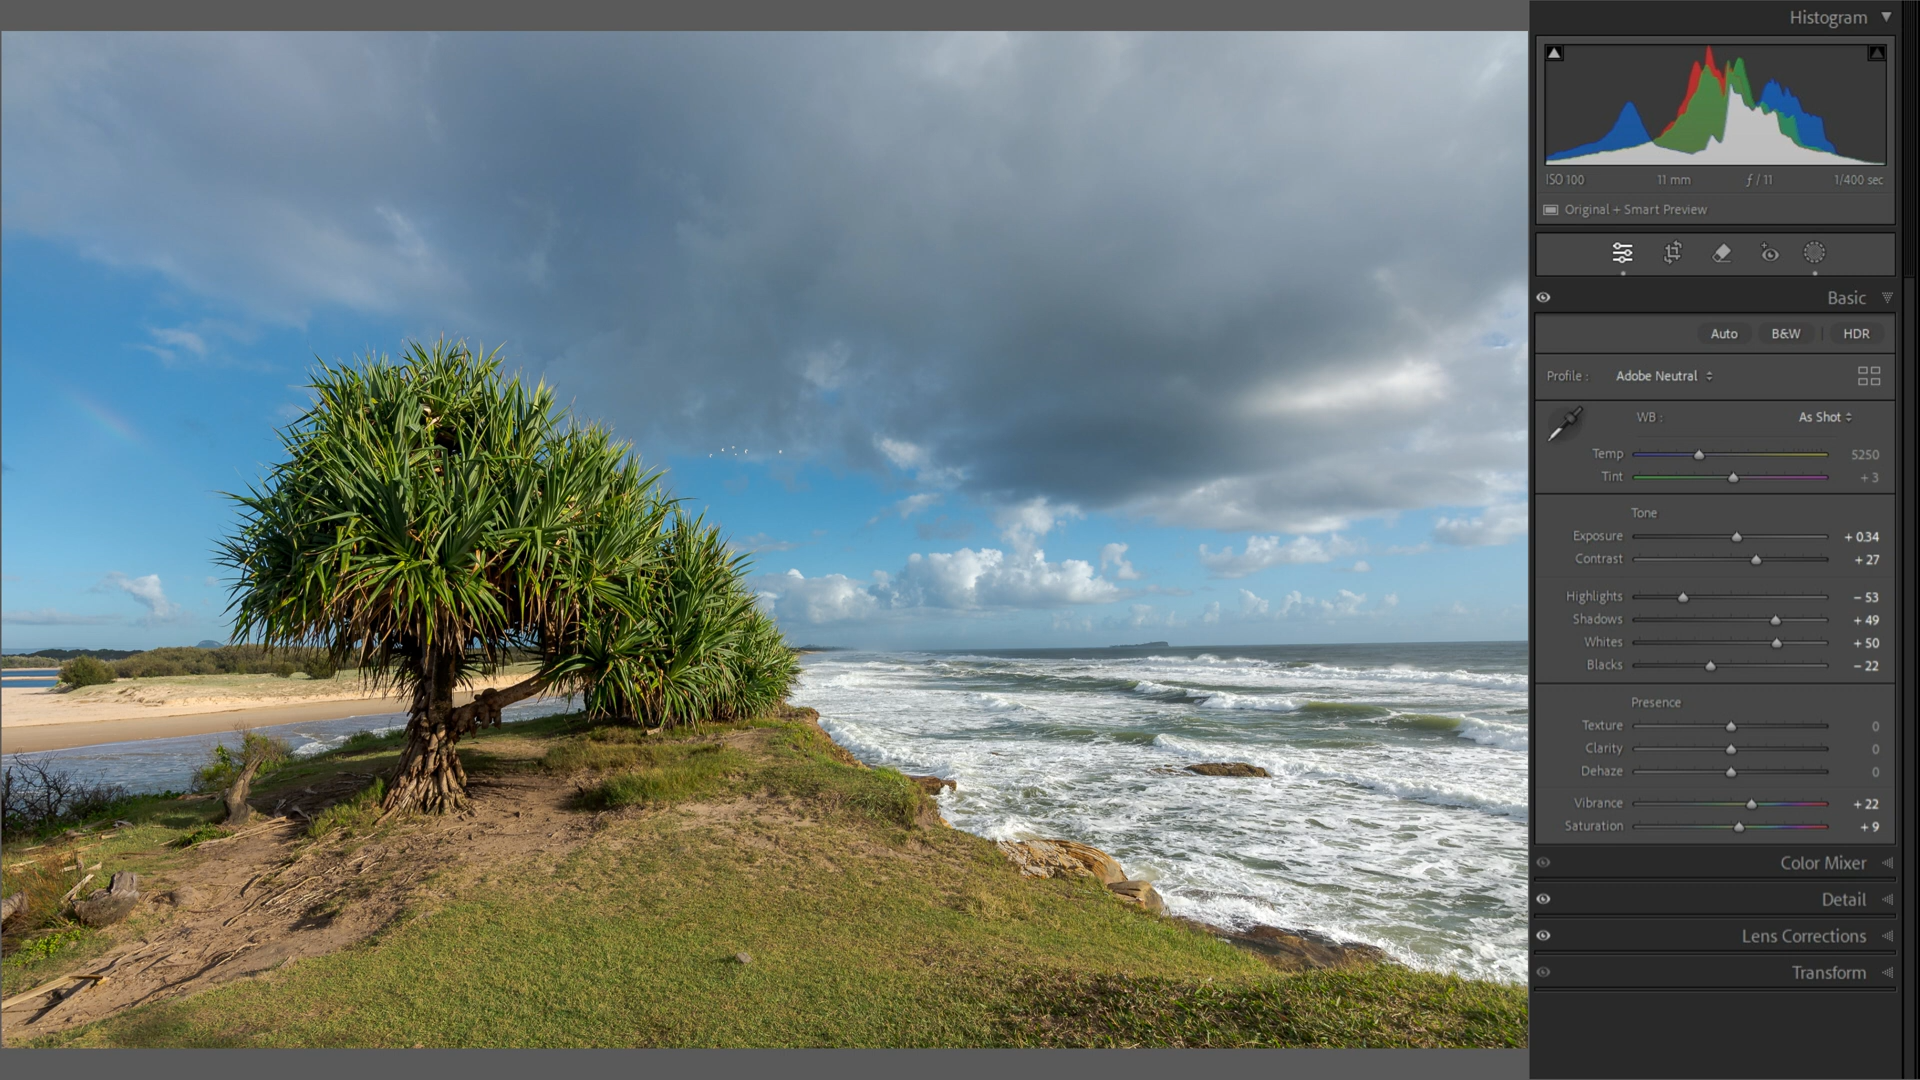 Histogram
ISO 100 11 mm ƒ / 11 1/400 sec
Original + Smart Preview
Basic
Auto B&W | HDR
Profile : Adobe Neutral
WB : As Shot
Temp 5250
Tint + 3
Tone
Exposure + 0.34
Contrast + 27
Highlights – 53
Shadows + 49
Whites + 50
Blacks – 22
Presence
Texture 0
Clarity 0
Dehaze 0
Vibrance + 22
Saturation + 9
Color Mixer
Detail
Lens Corrections
Transform